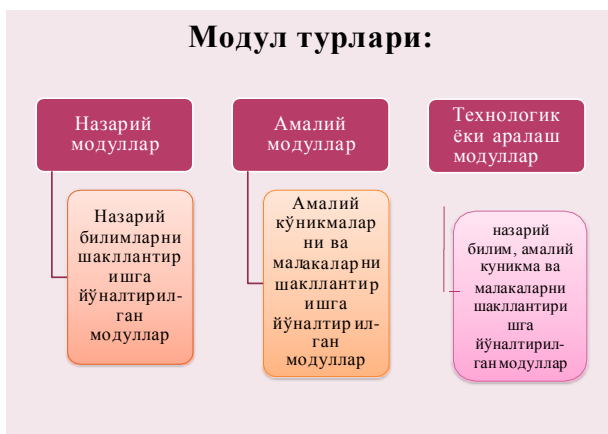 Модул турлари:
Назарий
модуллар
Назарий
билимларни
шакллантир
ишга
йўналтирил-
ган
модуллар
Амалий
модуллар
Амалий
кўникмалар
ни ва
малакаларни
шакллантир
ишга
йўналтирил-
ган
модуллар
Технологик
ёки аралаш
модуллар
назарий
билим, амалий
куникма ва
малакаларни
шакллантири
шга
йўналтирил-
ган модуллар